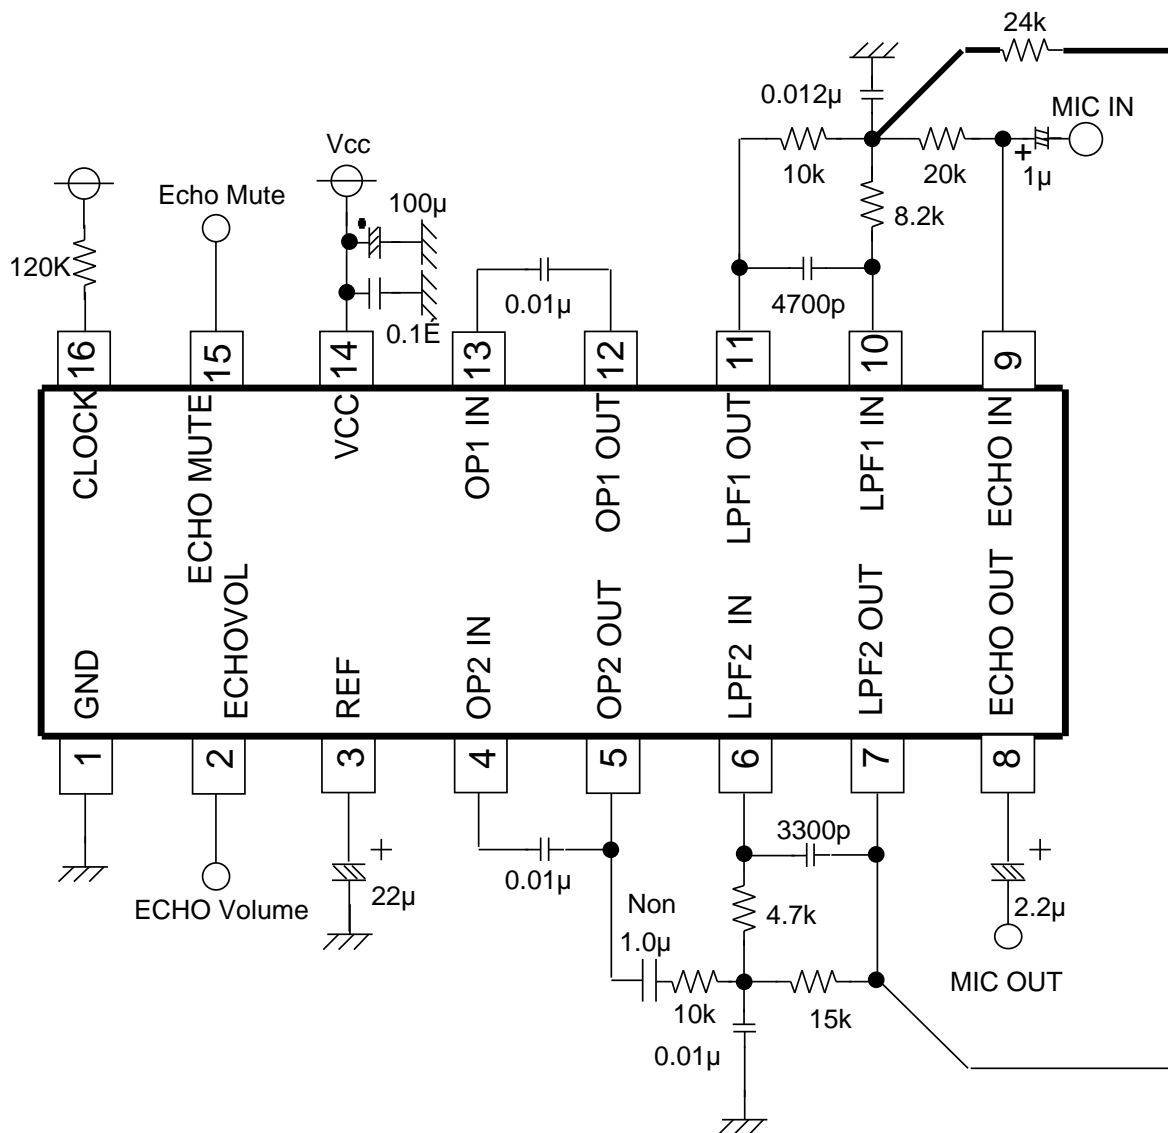 24k
0.012µ
MIC IN
Vcc
10k
20k
+
1µ
Echo Mute
100µ
8.2k
120K
0.01µ
4700p
0.1É
16
15
14
13
12
11
10
9
CLOCK
ECHO MUTE
VCC
OP1 IN
OP1 OUT
LPF1 OUT
LPF1 IN
ECHO IN
GND
ECHOVOL
REF
OP2 IN
OP2 OUT
LPF2 IN
LPF2 OUT
ECHO OUT
1
2
3
4
5
6
7
8
3300p
+
+
0.01µ
22µ
ECHO Volume
Non
4.7k
2.2µ
1.0µ
MIC OUT
10k
15k
0.01µ